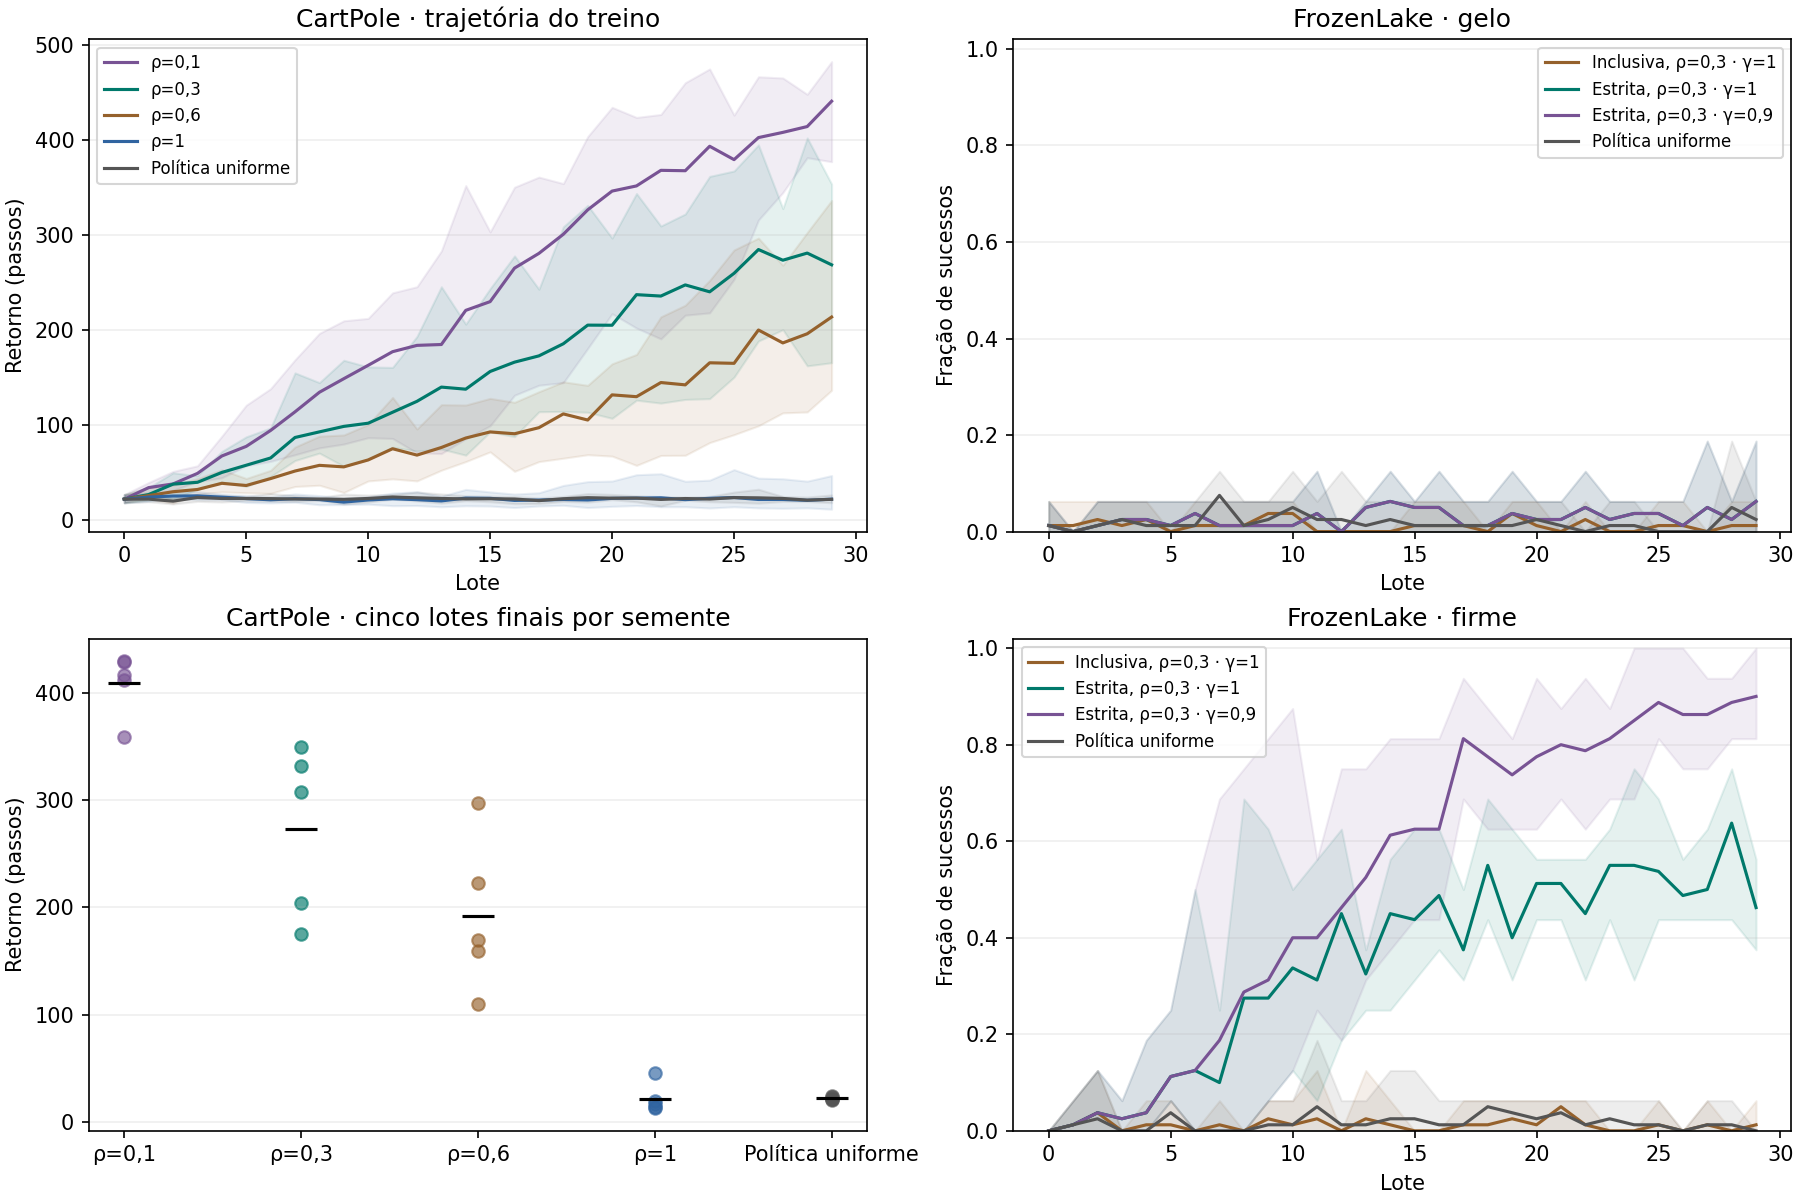 CartPole · trajetória do treino
Retorno (passos)
500
400
300
200
100
0
ρ=0,1
ρ=0,3
ρ=0,6
ρ=1
Política uniforme
0 5 10 15 20 25 30
Lote
FrozenLake · gelo
Fração de sucessos
1.0
0.8
0.6
0.4
0.2
0.0
Inclusiva, ρ=0,3 · γ=1
Estrita, ρ=0,3 · γ=1
Estrita, ρ=0,3 · γ=0,9
Política uniforme
0 5 10 15 20 25 30
Lote
CartPole · cinco lotes finais por semente
Retorno (passos)
400
300
200
100
0
ρ=0,1 ρ=0,3 ρ=0,6 ρ=1 Política uniforme
FrozenLake · firme
Fração de sucessos
1.0
0.8
0.6
0.4
0.2
0.0
Inclusiva, ρ=0,3 · γ=1
Estrita, ρ=0,3 · γ=1
Estrita, ρ=0,3 · γ=0,9
Política uniforme
0 5 10 15 20 25 30
Lote